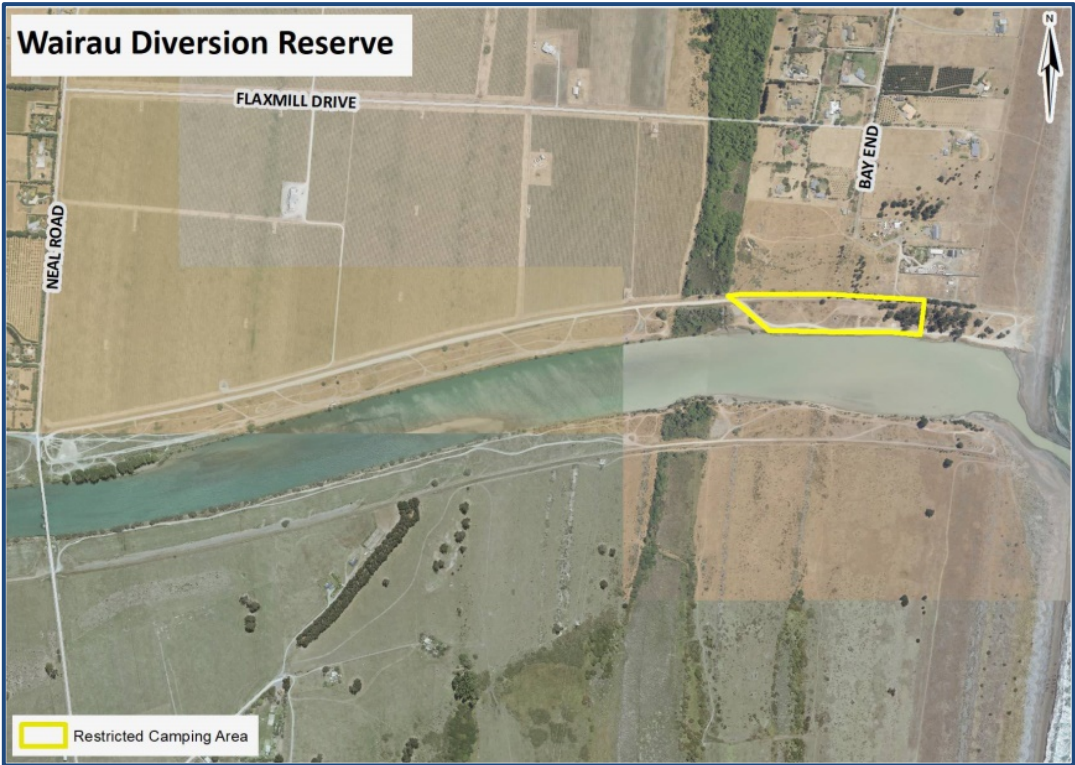 Wairau Diversion Reserve
N
FLAXMILL DRIVE
BAY END
NEAL ROAD
Restricted Camping Area